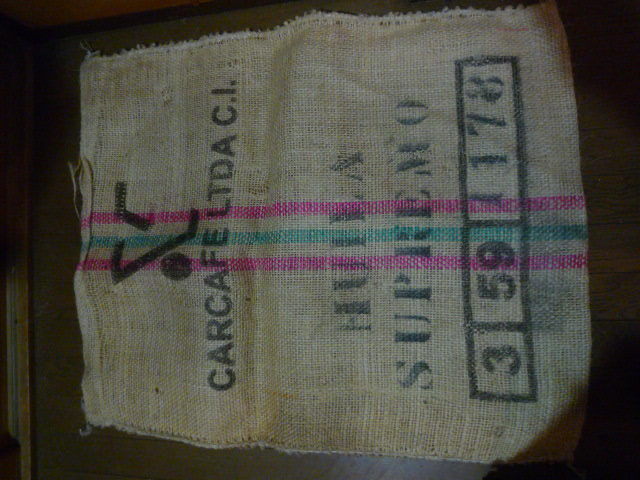 CARCAFE LTDA C.I.
HUILA
SUPREMO
3 59 1178